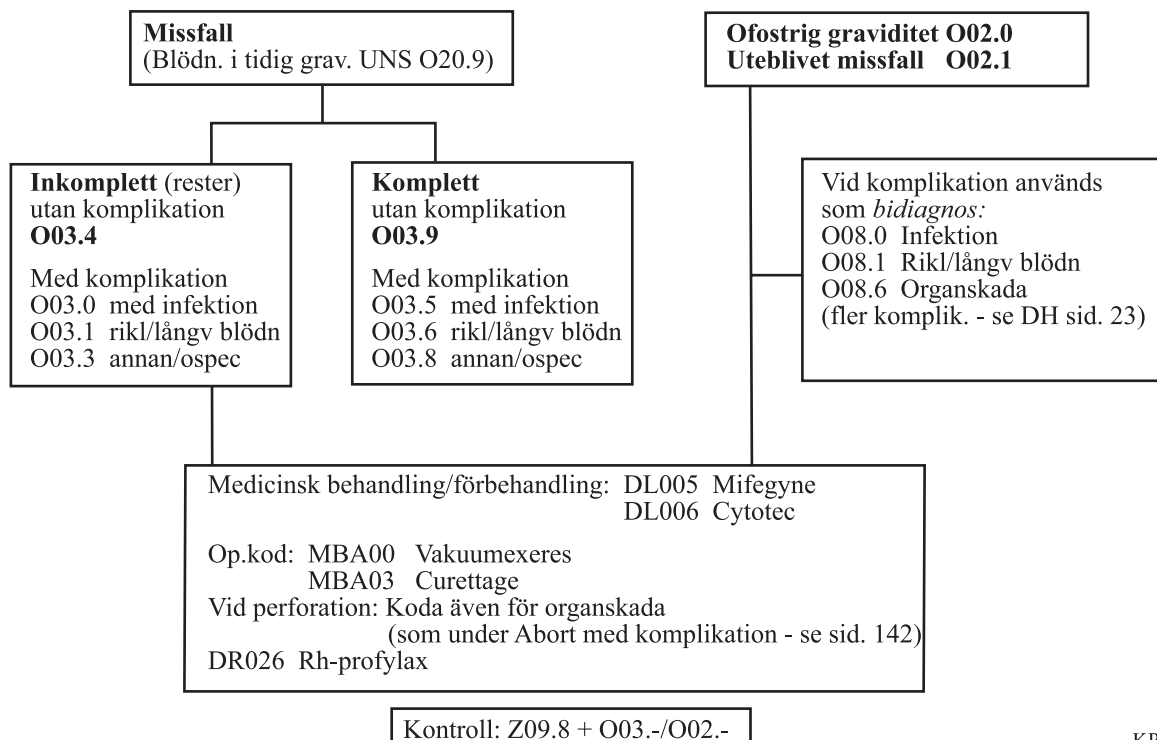 Missfall
(Blödn. i tidig grav. UNS O20.9)
Ofostrig graviditet O02.0
Uteblivet missfall O02.1
Inkomplett (rester)
utan komplikation
O03.4
Med komplikation
O03.0 med infektion
O03.1 rikl/långv blödn
O03.3 annan/ospec
Komplett
utan komplikation
O03.9
Med komplikation
O03.5 med infektion
O03.6 rikl/långv blödn
O03.8 annan/ospec
Vid komplikation används
som bidiagnos:
O08.0 Infektion
O08.1 Rikl/långv blödn
O08.6 Organskada
(fler komplik. - se DH sid. 23)
Medicinsk behandling/förbehandling: DL005 Mifegyne
DL006 Cytotec
Op.kod: MBA00 Vakuumexeres
MBA03 Curettage
Vid perforation: Koda även för organskada
(som under Abort med komplikation - se sid. 142)
DR026 Rh-profylax
Kontroll: Z09.8 + O03.-/O02.-